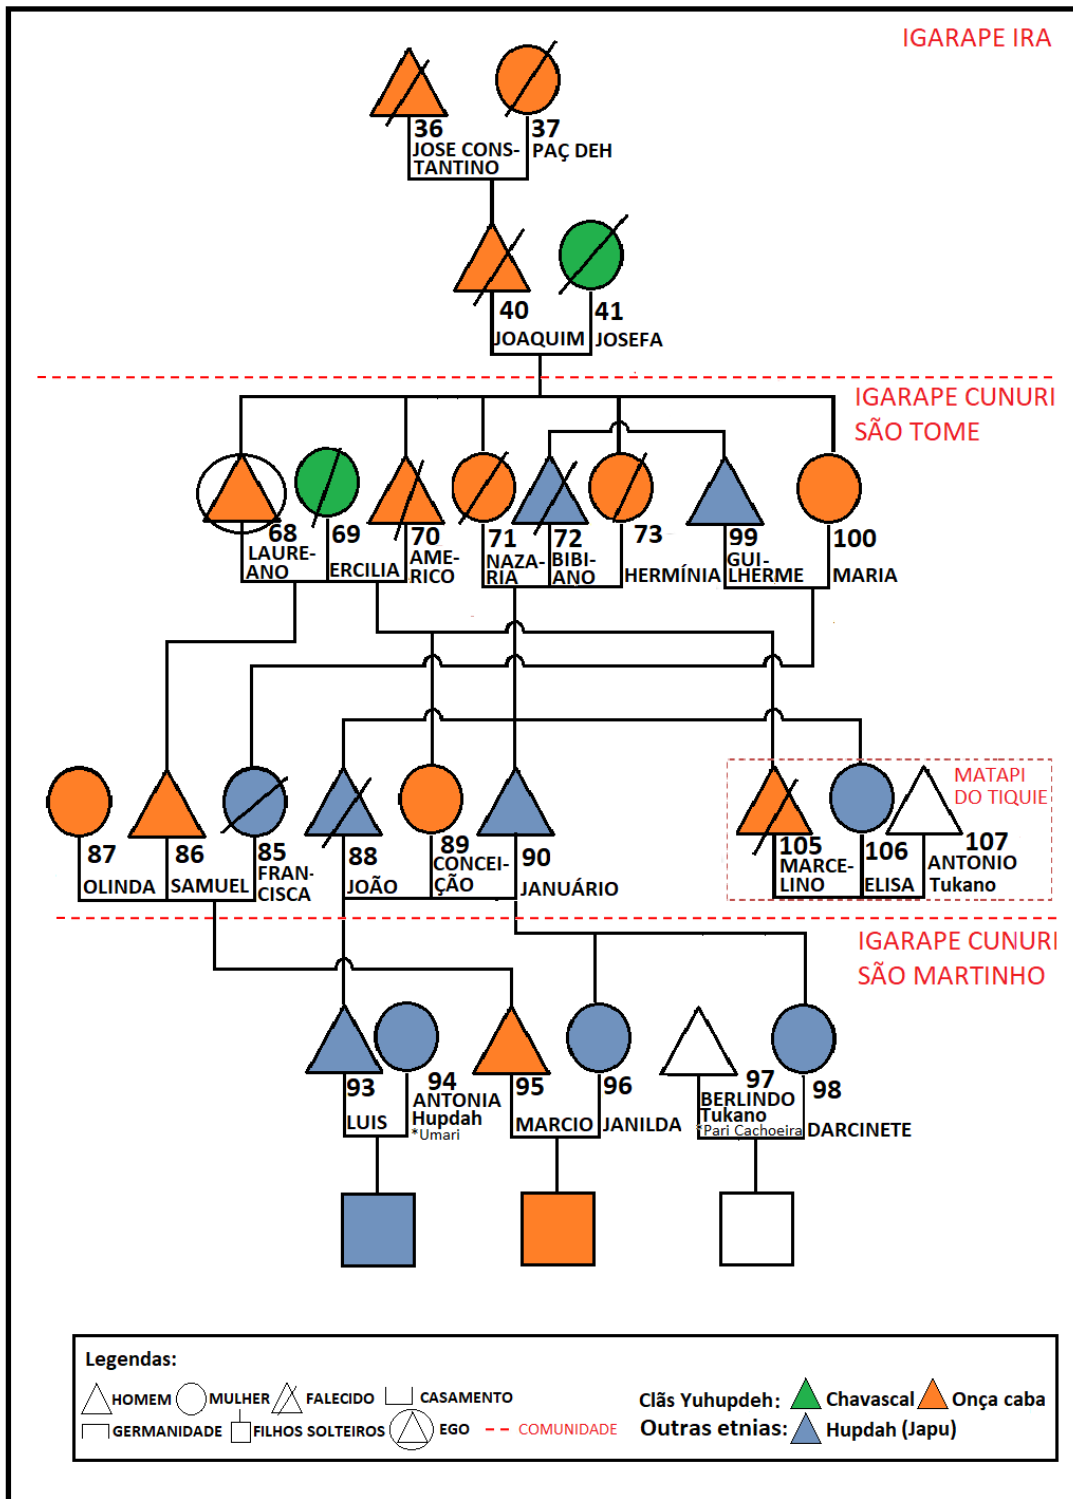 IGARAPE IRA
36
37
JOSE CONS-
TANTINO
PAÇ DEH
40
41
JOAQUIM
JOSEFA
IGARAPE CUNURI
SÃO TOME
68
69
70
71
72
73
99
100
LAURE-
ANO
ERCILIA
AME-
RICO
NAZA-
RIA
BIBI-
ANO
HERMÍNIA
GUI-
LHERME
MARIA
MATAPI
DO TIQUIE
87
86
85
88
89
90
105
106
107
OLINDA
SAMUEL
FRAN-
CISCA
JOÃO
CONCEI-
ÇÃO
JANUÁRIO
MARCE-
LINO
ELISA
ANTONIO
Tukano
IGARAPE CUNURI
SÃO MARTINHO
93
94
95
96
97
98
LUIS
ANTONIA
Hupdah
*Umari
MARCIO
JANILDA
BERLINDO
Tukano
*Pari Cachoeira
DARCINETE
Legendas:
HOMEM
MULHER
FALECIDO
CASAMENTO
GERMANIDADE
FILHOS SOLTEIROS
EGO
COMUNIDADE
Clãs Yuhupdeh:
Chavascal
Onça caba
Outras etnias:
Hupdah (Japu)